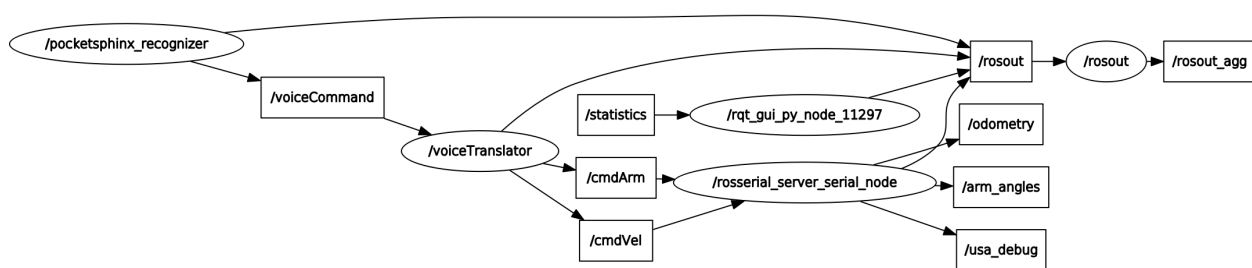 /pocketsphinx_recognizer
/voiceCommand
/voiceTranslator
/statistics
/cmdArm
/cmdVel
/rqt_gui_py_node_11297
/rosserial_server_serial_node
/rosout
/rosout
/rosout_agg
/odometry
/arm_angles
/usa_debug